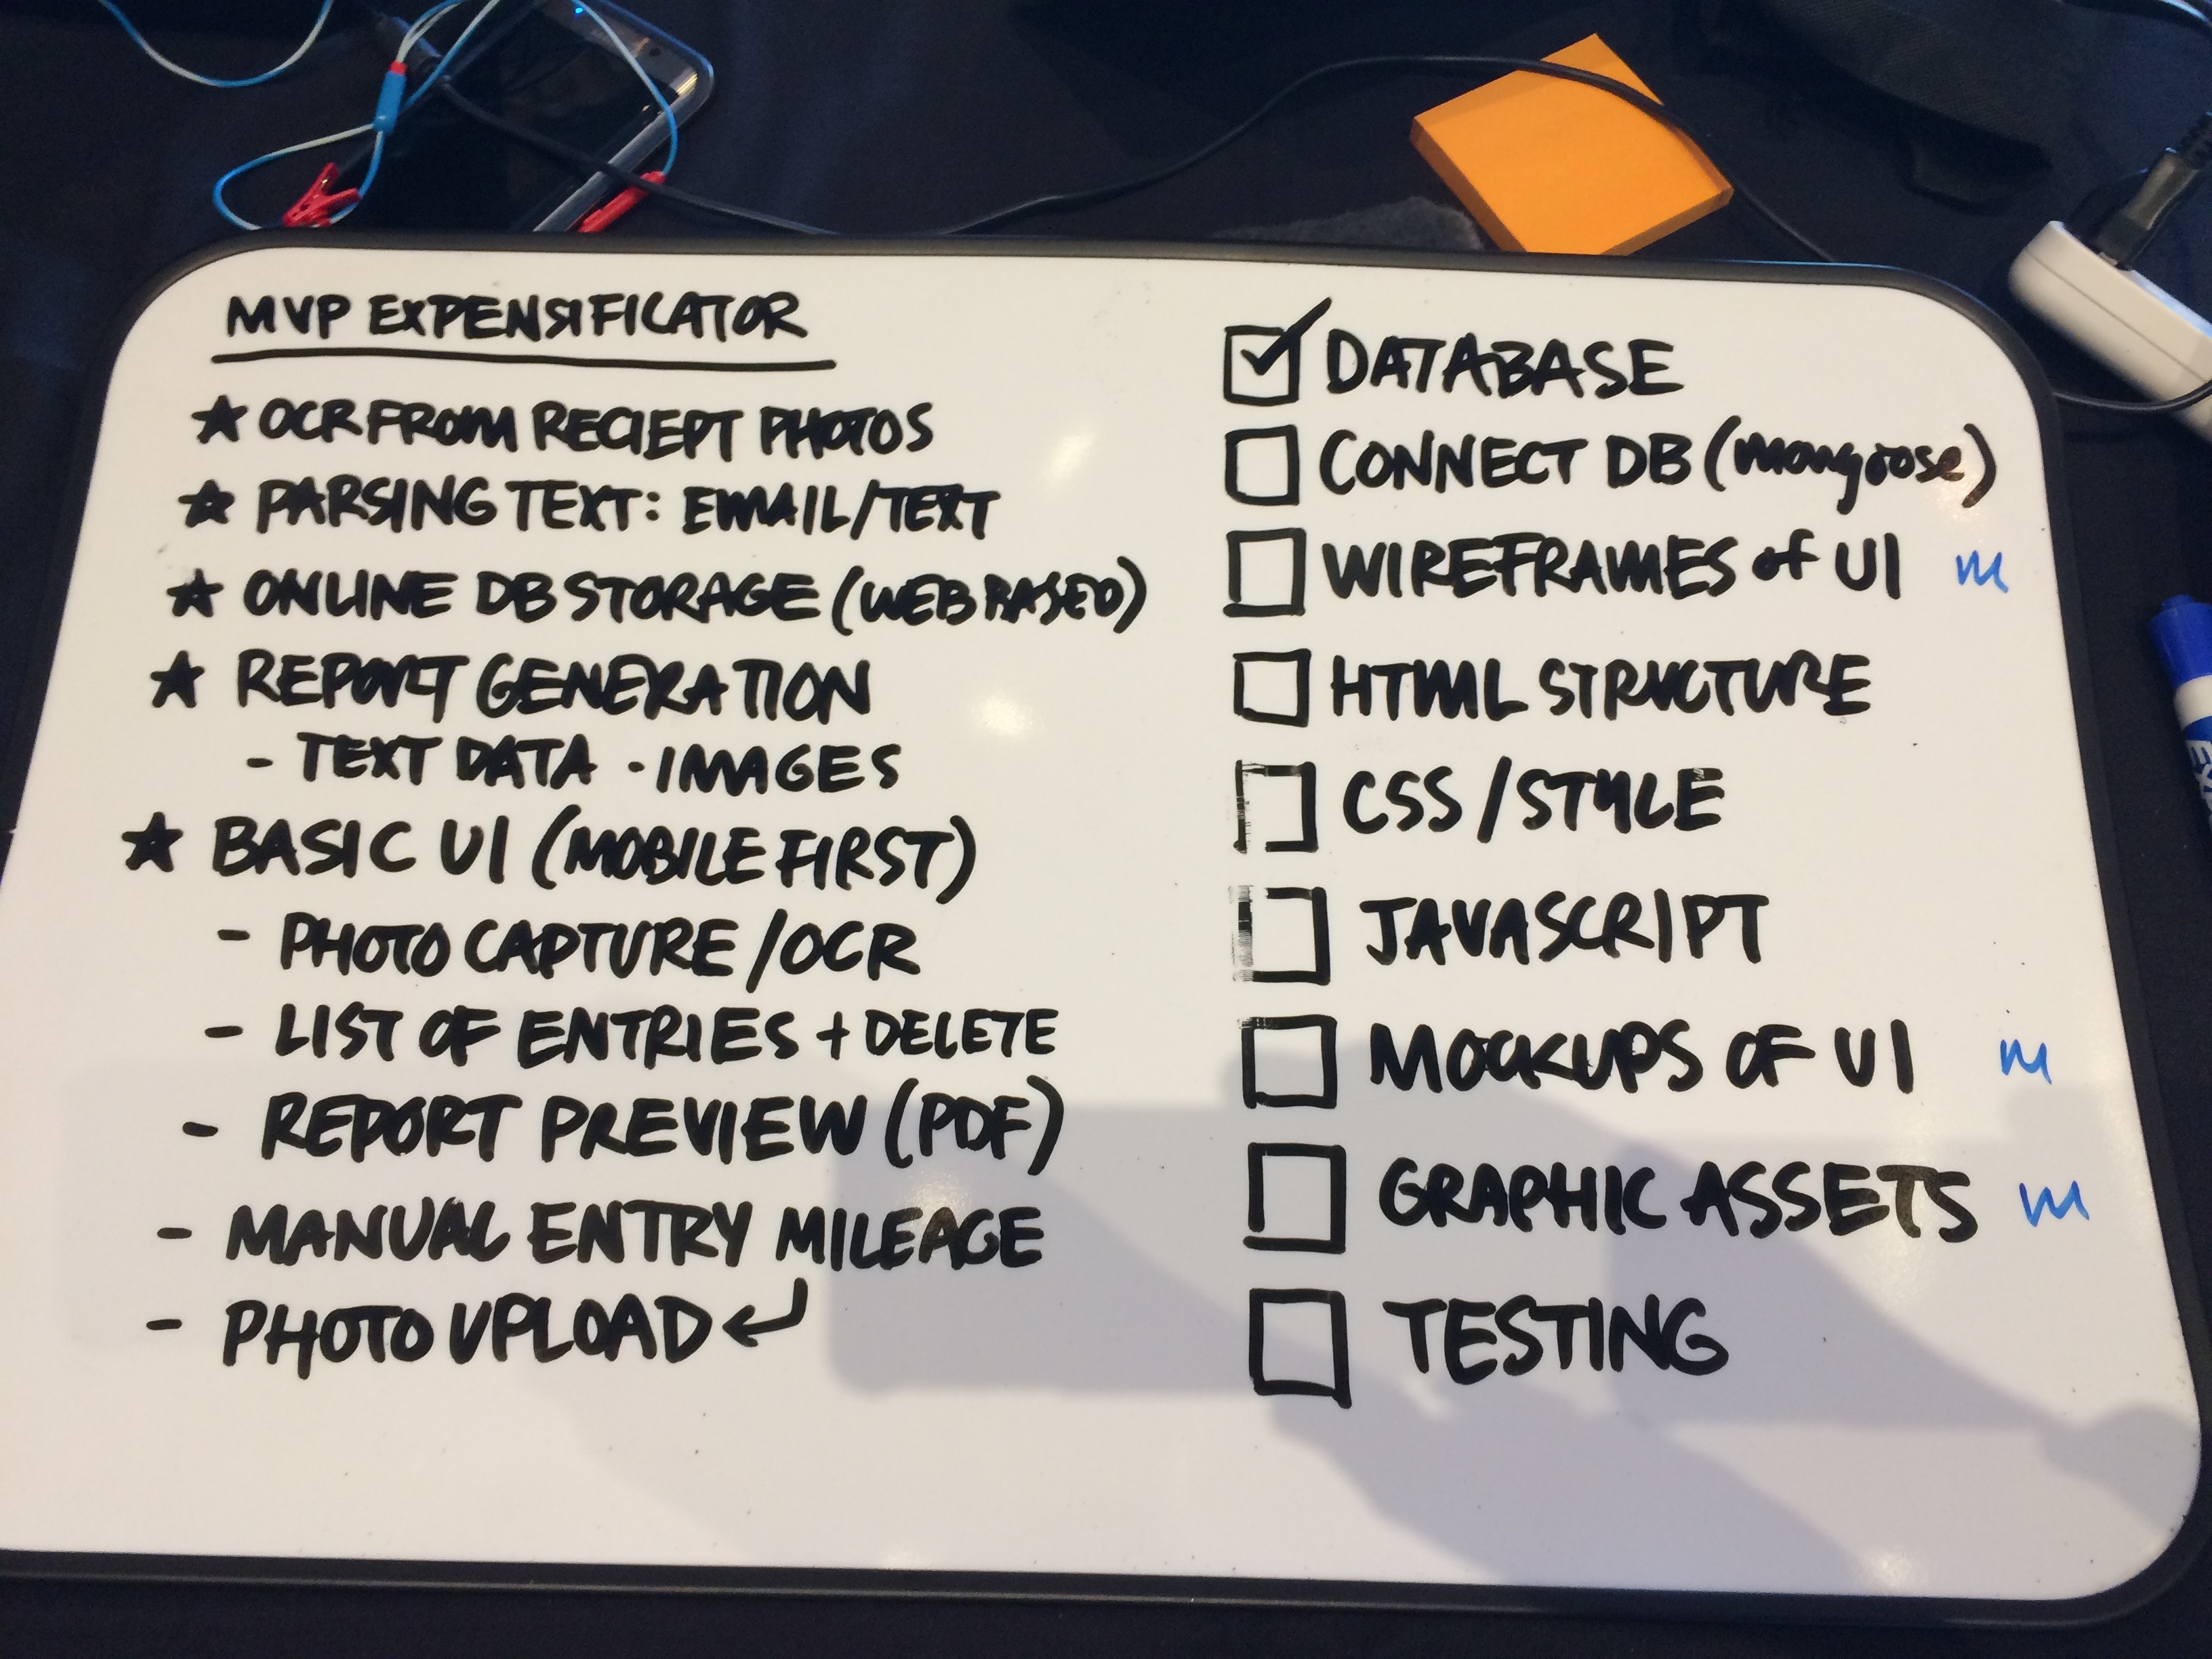 MVP EXPENSIFICATOR
★ OCR FROM RECIEPT PHOTOS
★ PARSING TEXT: EMAIL/TEXT
★ ONLINE DB STORAGE (WEB BASED)
★ REPORT GENERATION
- TEXT DATA · IMAGES
★ BASIC UI (MOBILE FIRST)
- PHOTO CAPTURE/OCR
- LIST OF ENTRIES + DELETE
- REPORT PREVIEW (PDF)
- MANUAL ENTRY MILEAGE
- PHOTO UPLOAD ↲
☑ DATABASE
☐ CONNECT DB (mongoose)
☐ WIREFRAMES of UI m
☐ HTML STRUCTURE
☐ CSS/STYLE
☐ JAVASCRIPT
☐ MOCKUPS OF UI m
☐ GRAPHIC ASSETS m
☐ TESTING